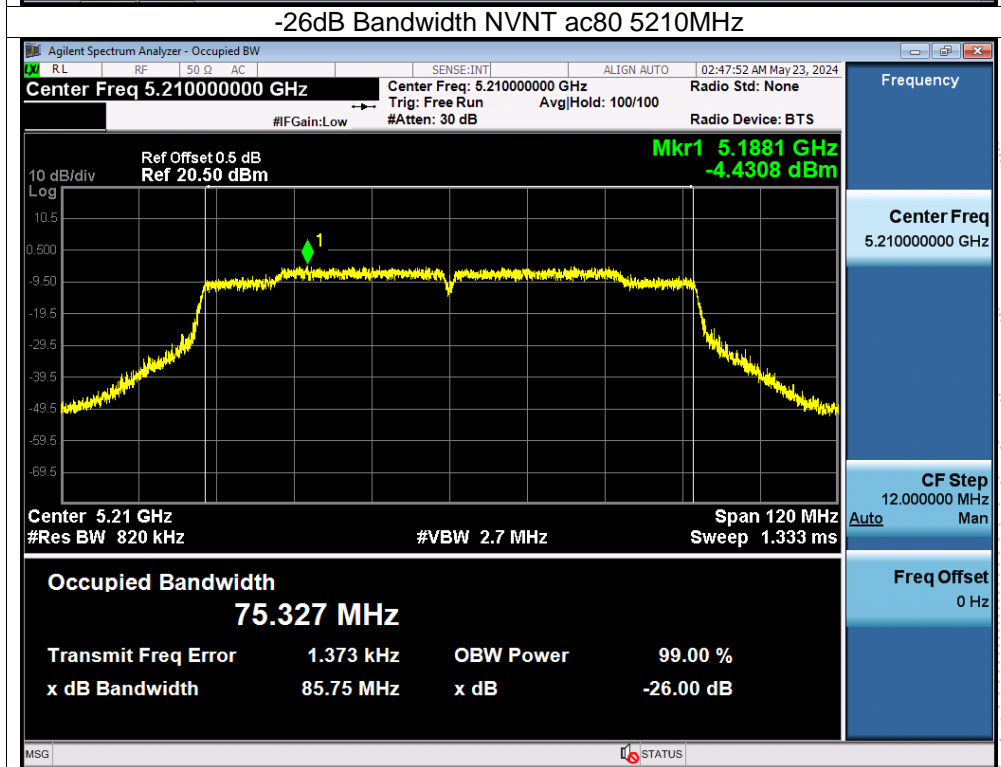 -26dB Bandwidth NVNT ac80 5210MHz
Agilent Spectrum Analyzer - Occupied BW
LXI RL RF 50 Ω AC SENSE:INT ALIGN AUTO 02:47:52 AM May 23, 2024
Center Freq 5.210000000 GHz
Center Freq: 5.210000000 GHz Radio Std: None
Trig: Free Run Avg|Hold: 100/100
#IFGain:Low #Atten: 30 dB Radio Device: BTS
Frequency
Mkr1 5.1881 GHz
-4.4308 dBm
Ref Offset 0.5 dB
10 dB/div Ref 20.50 dBm
Log
10.5
0.500
-9.50
-19.5
-29.5
-39.5
-49.5
-59.5
-69.5
1
Center 5.21 GHz Span 120 MHz
#Res BW 820 kHz #VBW 2.7 MHz Sweep 1.333 ms
Center Freq
5.210000000 GHz
CF Step
12.000000 MHz
Auto Man
Freq Offset
0 Hz
Occupied Bandwidth
75.327 MHz
Transmit Freq Error 1.373 kHz OBW Power 99.00 %
x dB Bandwidth 85.75 MHz x dB -26.00 dB
MSG STATUS